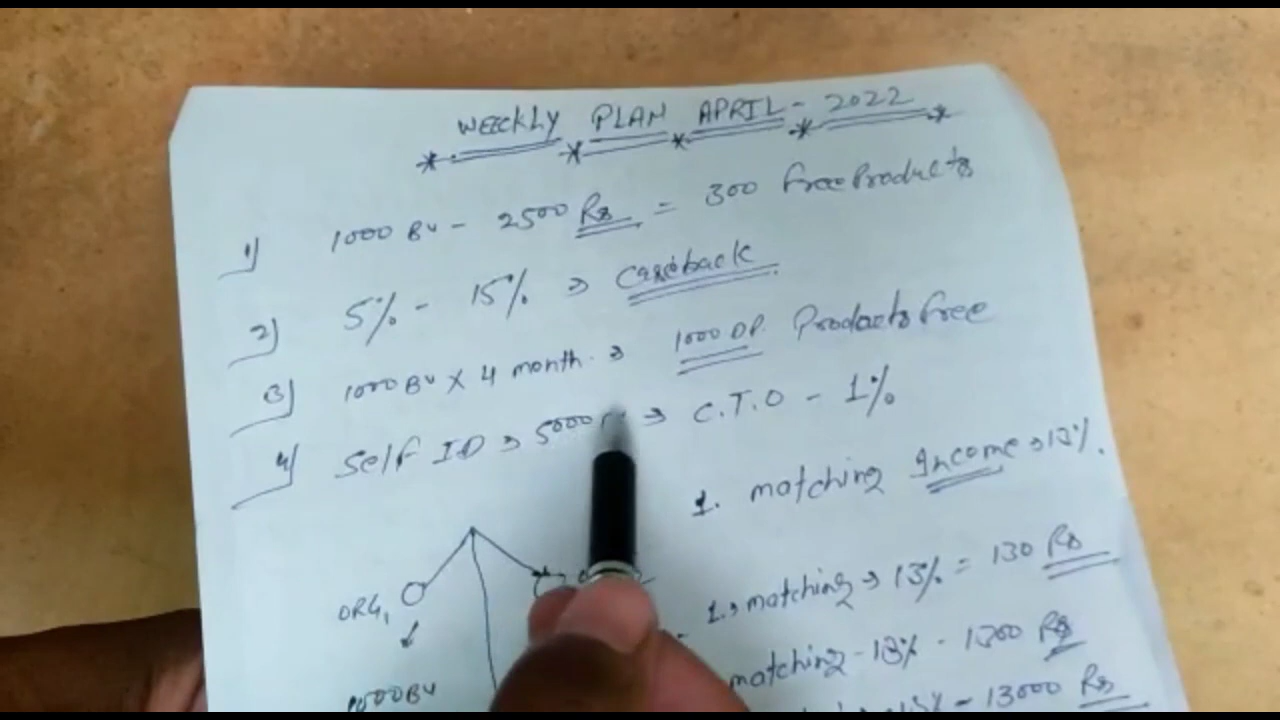 WEECKLY PLAN APRIL - 2022
1) 1000 BV - 2500 Rs = 300 free Products
2) 5% - 15% → Caseback
3) 1000 BV X 4 month → 1000 DP. Products free
4) Self ID → 5000 → C.T.O - 1%
1. matching Income → 13%.
ORG1
1. matching → 13% = 130 Rs
matching - 13% - 1300 Rs
1000 BV
13% - 13000 Rs